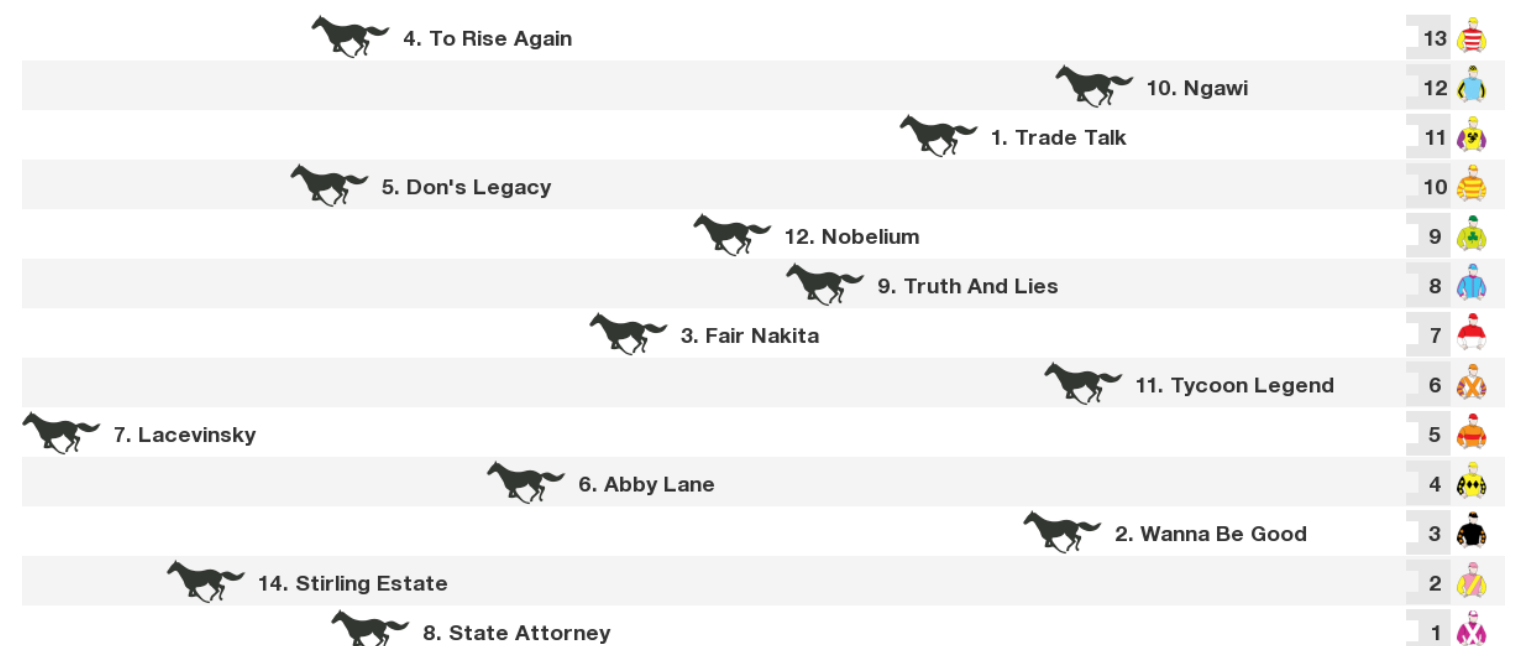 4. To Rise Again 13
10. Ngawi 12
1. Trade Talk 11
5. Don's Legacy 10
12. Nobelium 9
9. Truth And Lies 8
3. Fair Nakita 7
11. Tycoon Legend 6
7. Lacevinsky 5
6. Abby Lane 4
2. Wanna Be Good 3
14. Stirling Estate 2
8. State Attorney 1